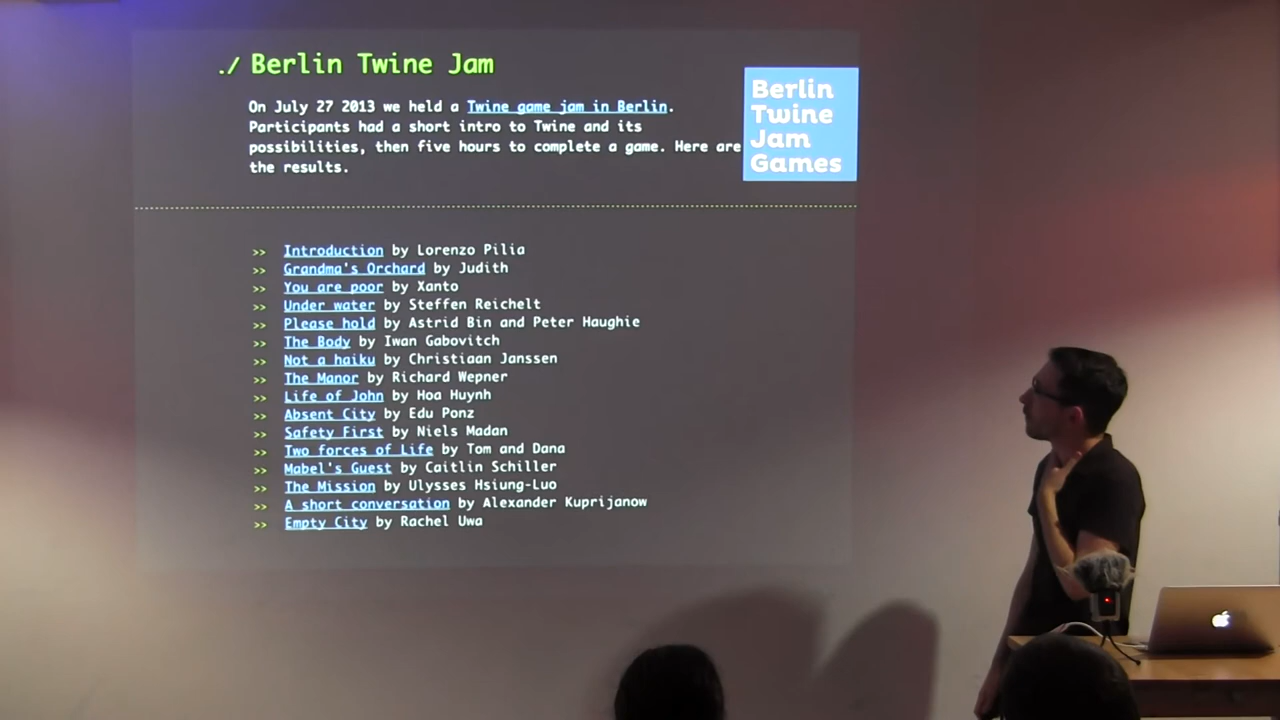 ./ Berlin Twine Jam
On July 27 2013 we held a Twine game jam in Berlin.
Participants had a short intro to Twine and its
possibilities, then five hours to complete a game. Here are
the results.
Berlin
Twine
Jam
Games
>> Introduction by Lorenzo Pilia
>> Grandma's Orchard by Judith
>> You are poor by Xanto
>> Under water by Steffen Reichelt
>> Please hold by Astrid Bin and Peter Haughie
>> The Body by Iwan Gabovitch
>> Not a haiku by Christiaan Janssen
>> The Manor by Richard Wepner
>> Life of John by Hoa Huynh
>> Absent City by Edu Ponz
>> Safety First by Niels Madan
>> Two forces of Life by Tom and Dana
>> Mabel's Guest by Caitlin Schiller
>> The Mission by Ulysses Hsiung-Luo
>> A short conversation by Alexander Kuprijanow
>> Empty City by Rachel Uwa